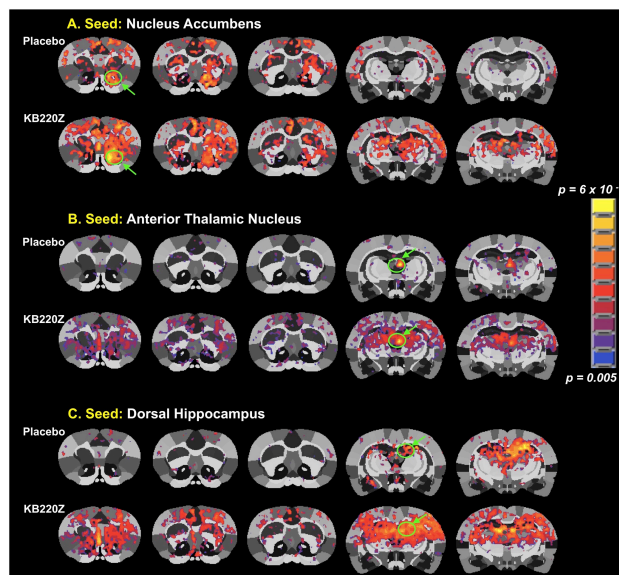 A. Seed: Nucleus Accumbens
Placebo
KB220Z
p = 6 x 10 -
B. Seed: Anterior Thalamic Nucleus
Placebo
KB220Z
p = 0.005
C. Seed: Dorsal Hippocampus
Placebo
KB220Z